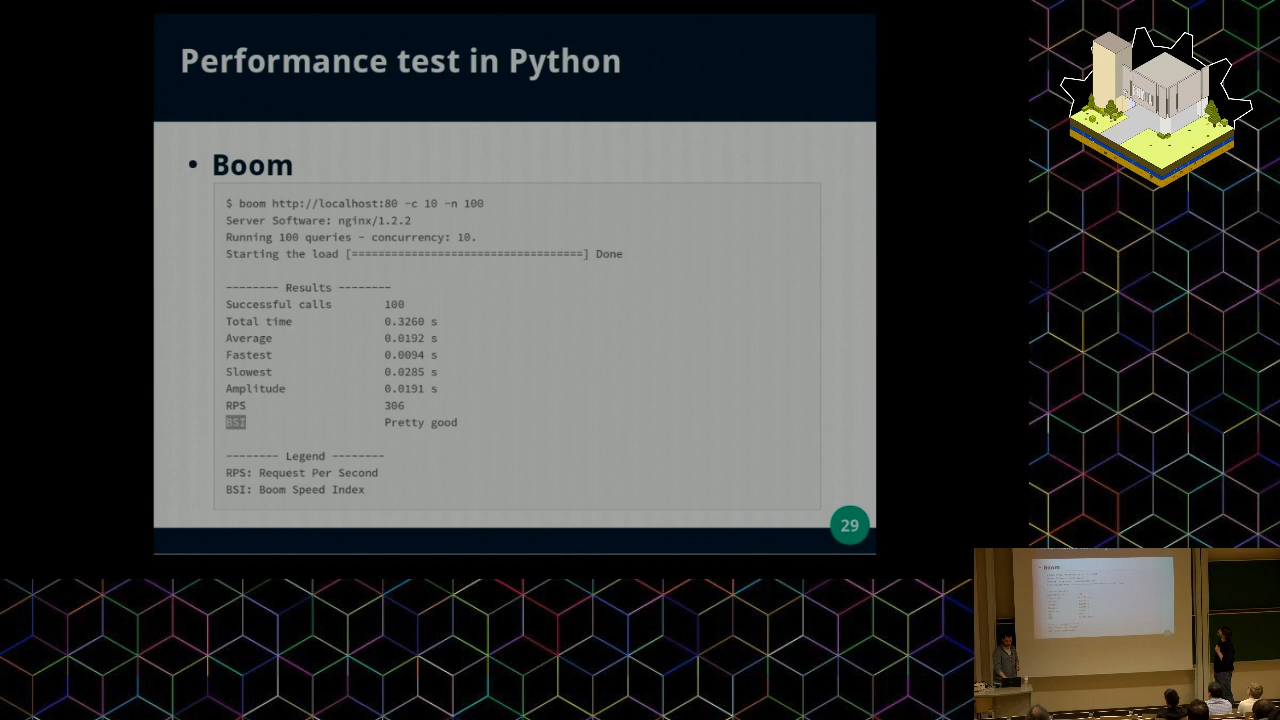 Performance test in Python
• Boom
$ boom http://localhost:80 -c 10 -n 100
Server Software: nginx/1.2.2
Running 100 queries - concurrency: 10.
Starting the load [===================================] Done
-------- Results --------
Successful calls 100
Total time 0.3260 s
Average 0.0192 s
Fastest 0.0094 s
Slowest 0.0285 s
Amplitude 0.0191 s
RPS 306
BSI Pretty good
-------- Legend --------
RPS: Request Per Second
BSI: Boom Speed Index
29
• Boom